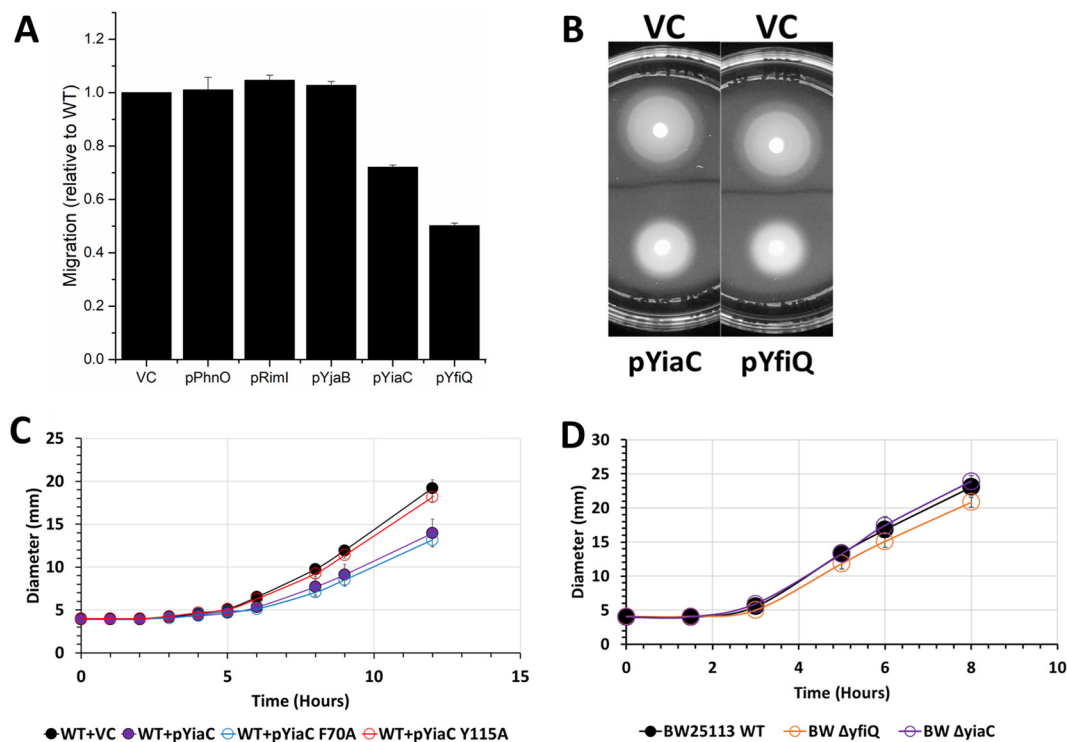 A
Migration (relative to WT)
1.2
1.0
0.8
0.6
0.4
0.2
0.0
VC pPhnO pRimI pYjaB pYiaC pYfiQ
B
VC VC
pYiaC pYfiQ
C
Diameter (mm)
20
15
10
5
0
0 5 10 15
Time (Hours)
WT+VC WT+pYiaC WT+pYiaC F70A WT+pYiaC Y115A
D
Diameter (mm)
30
25
20
15
10
5
0
0 2 4 6 8 10
Time (Hours)
BW25113 WT BW ΔyfiQ BW ΔyiaC